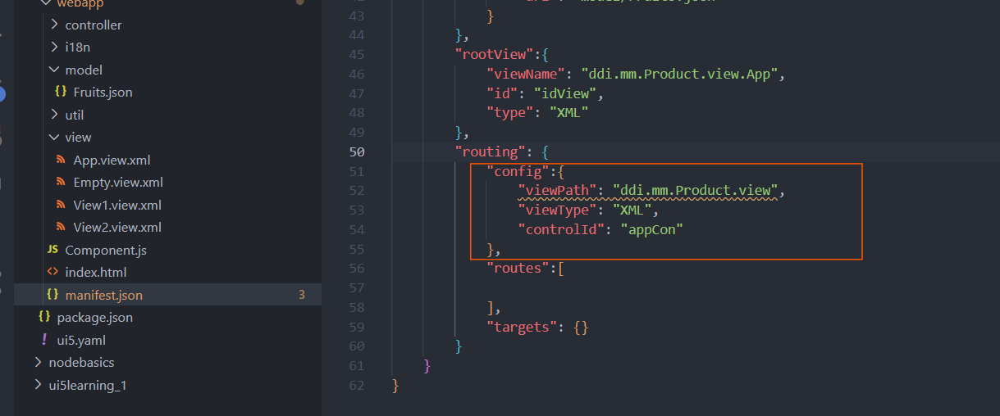 webapp
controller
i18n
model
{} Fruits.json
util
view
App.view.xml
Empty.view.xml
View1.view.xml
View2.view.xml
JS Component.js
<> index.html
{} manifest.json 3
{} package.json
! ui5.yaml
nodebasics
ui5learning_1
43 }
44 },
45 "rootView":{
46 "viewName": "ddi.mm.Product.view.App",
47 "id": "idView",
48 "type": "XML"
49 },
50 "routing": {
51 "config":{
52 "viewPath": "ddi.mm.Product.view",
53 "viewType": "XML",
54 "controlId": "appCon"
55 },
56 "routes":[
57
58 ],
59 "targets": {}
60 }
61 }
62 }